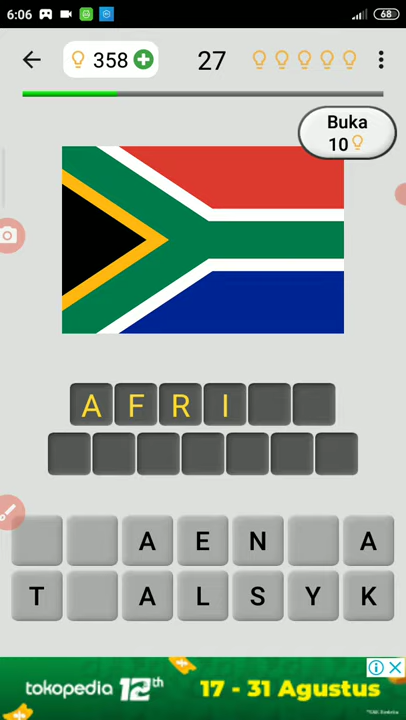 6:06 68
358 27
Buka
10
A F R I
A E N A
T A L S Y K
tokopedia 12th 17 - 31 Agustus